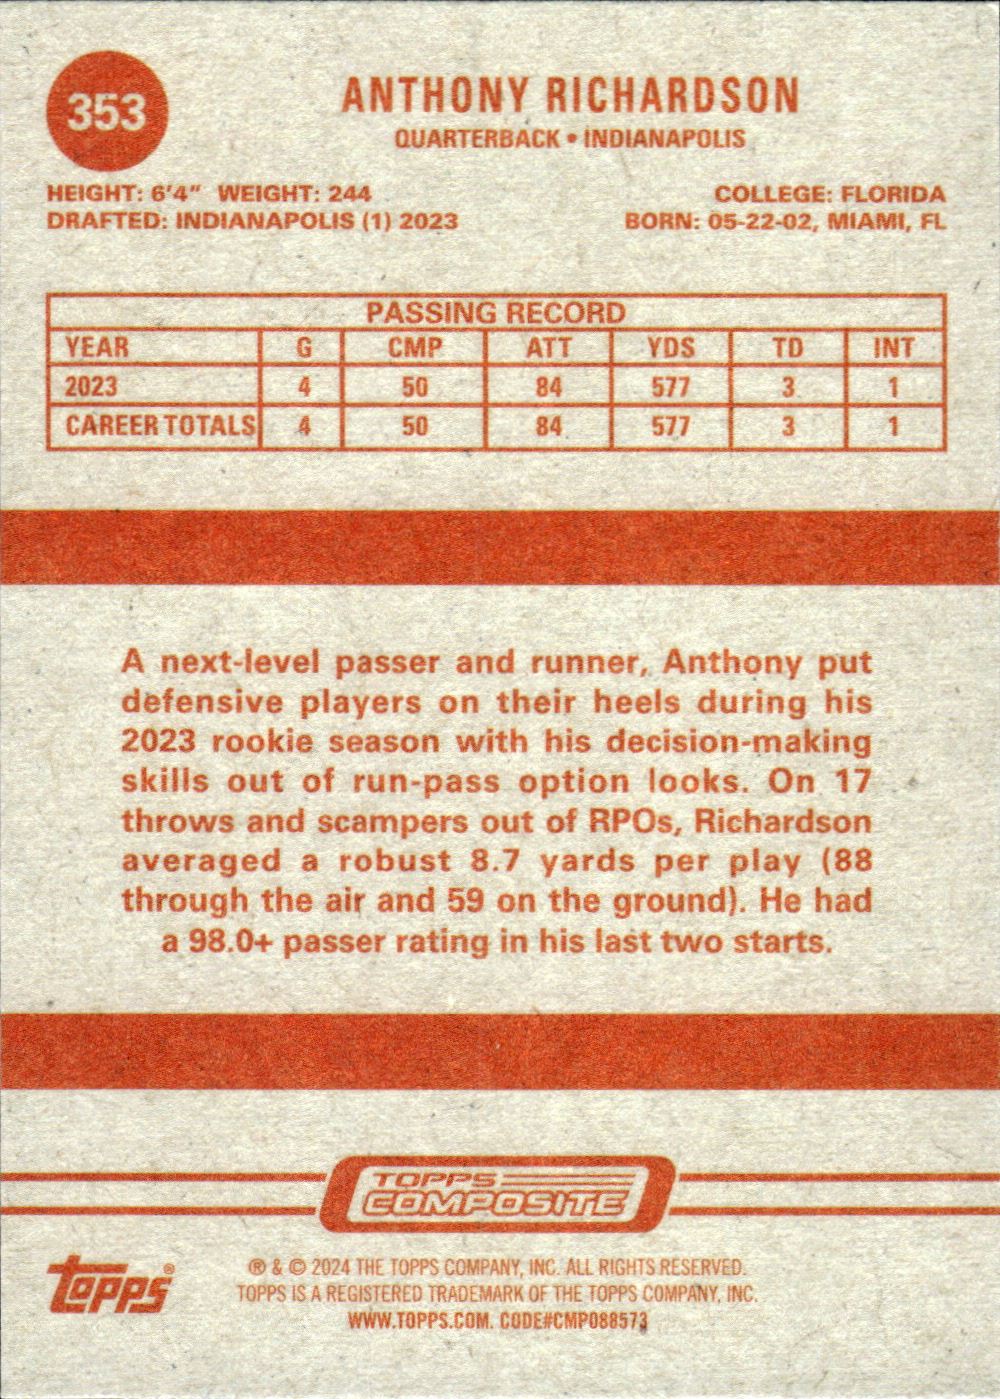 353
ANTHONY RICHARDSON
QUARTERBACK • INDIANAPOLIS
HEIGHT: 6'4" WEIGHT: 244
COLLEGE: FLORIDA
DRAFTED: INDIANAPOLIS (1) 2023
BORN: 05-22-02, MIAMI, FL
PASSING RECORD
YEAR G CMP ATT YDS TD INT
2023 4 50 84 577 3 1
CAREER TOTALS 4 50 84 577 3 1
A next-level passer and runner, Anthony put
defensive players on their heels during his
2023 rookie season with his decision-making
skills out of run-pass option looks. On 17
throws and scampers out of RPOs, Richardson
averaged a robust 8.7 yards per play (88
through the air and 59 on the ground). He had
a 98.0+ passer rating in his last two starts.
TOPPS
COMPOSITE
topps®
® & © 2024 THE TOPPS COMPANY, INC. ALL RIGHTS RESERVED.
TOPPS IS A REGISTERED TRADEMARK OF THE TOPPS COMPANY, INC.
WWW.TOPPS.COM. CODE#CMP088573